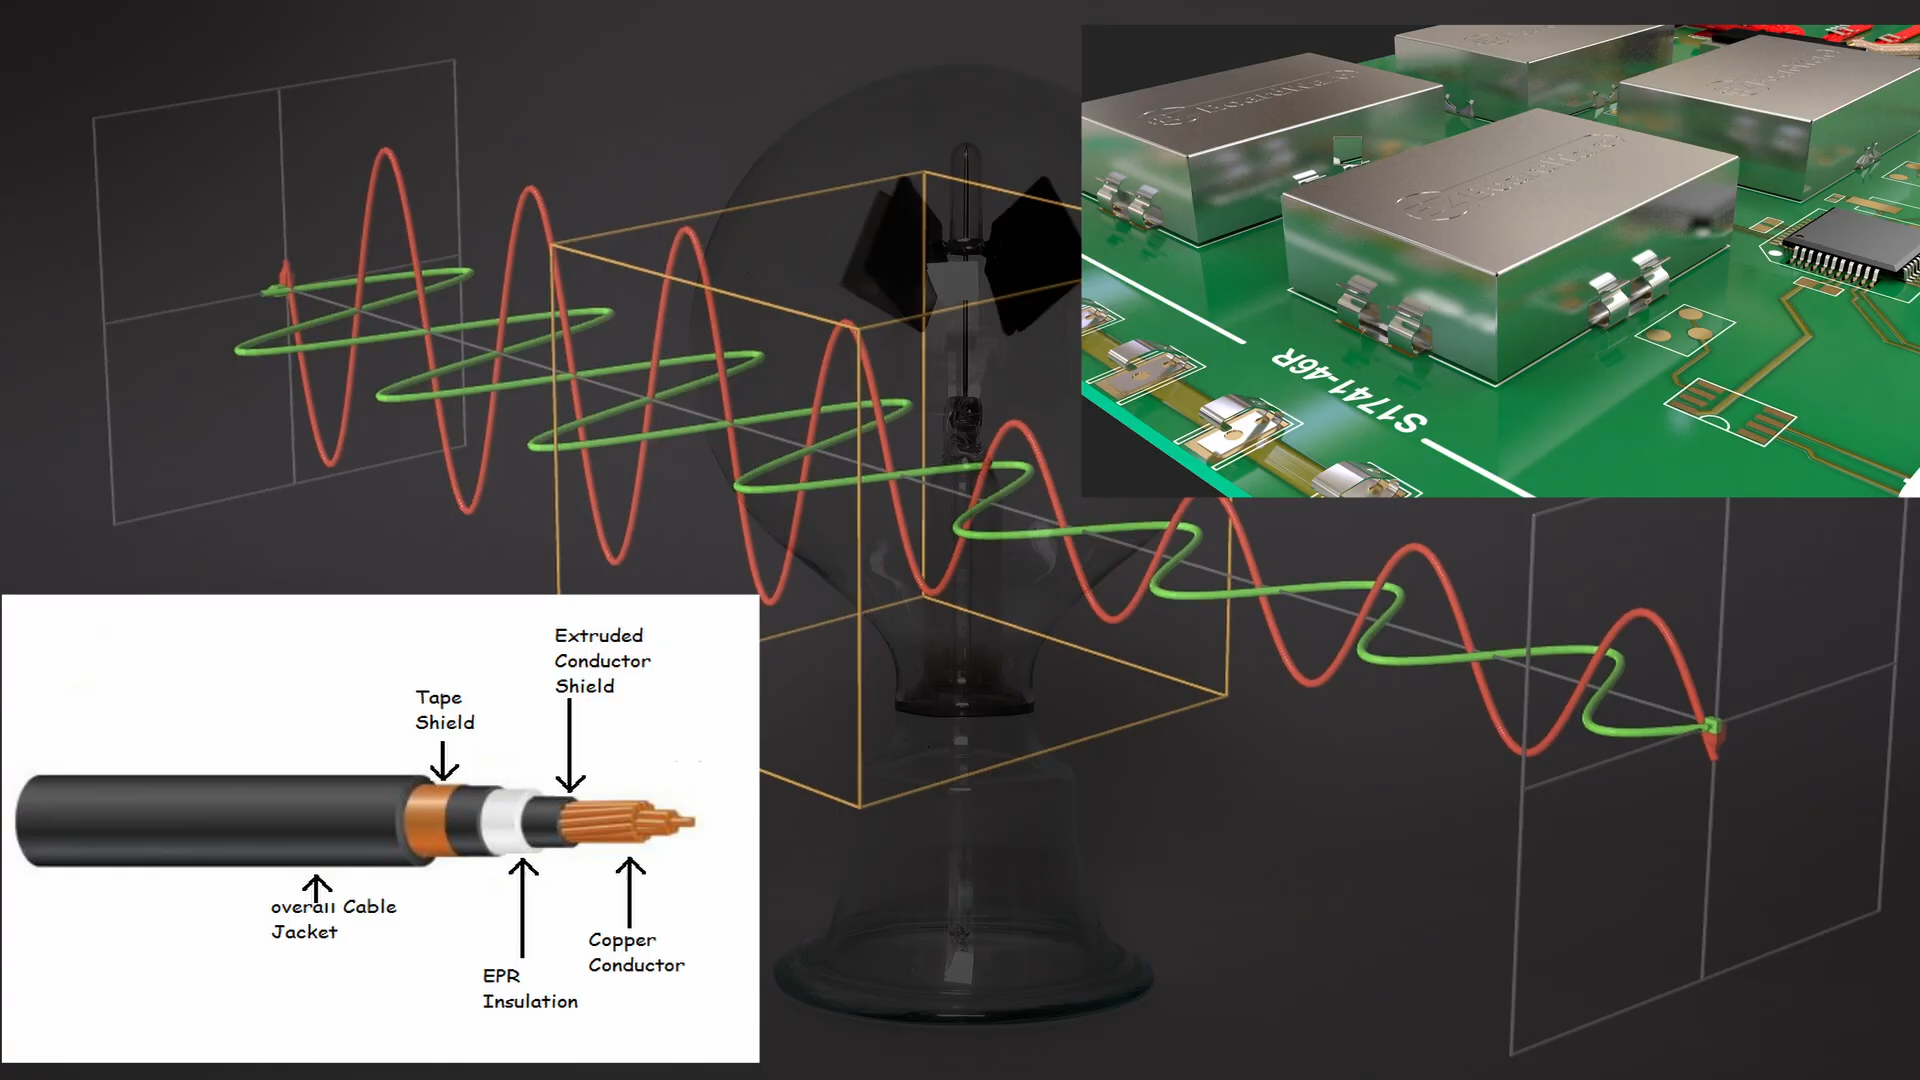 S1741-46R
Extruded
Conductor
Shield
Tape
Shield
overall Cable
Jacket
Copper
Conductor
EPR
Insulation